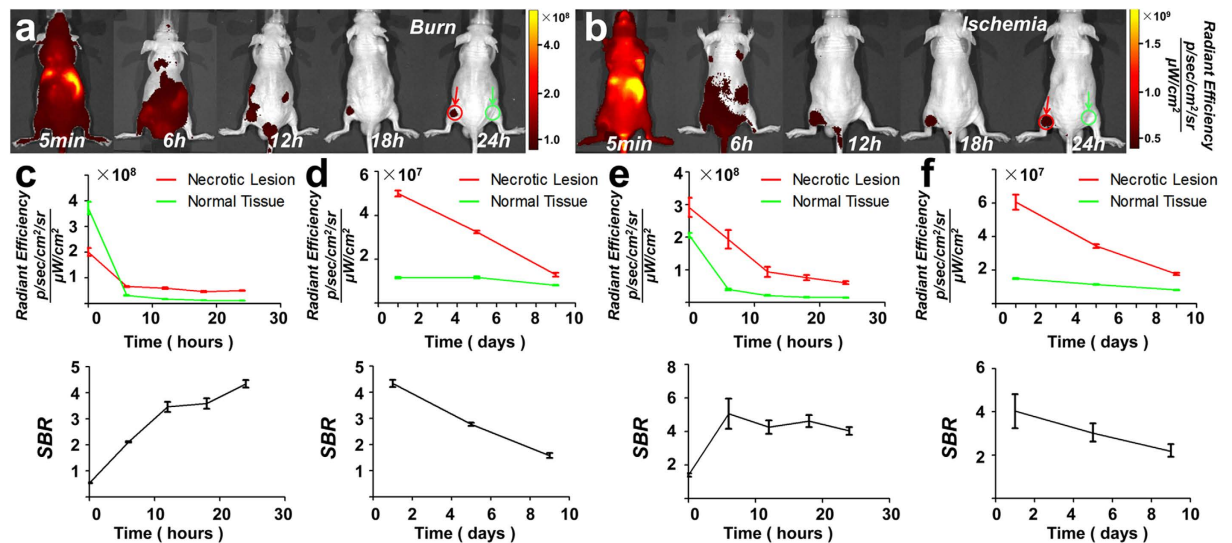 a
Burn
5min
6h
12h
18h
24h
× 10⁸
4.0
3.0
2.0
1.0
b
Ischemia
5min
6h
12h
18h
24h
× 10⁹
1.5
1.0
0.5
Radiant Efficiency
p/sec/cm²/sr
μW/cm²
c
× 10⁸
Necrotic Lesion
Normal Tissue
Radiant Efficiency
p/sec/cm²/sr
μW/cm²
4
3
2
1
0 10 20 30
Time ( hours )
d
× 10⁷
Necrotic Lesion
Normal Tissue
Radiant Efficiency
p/sec/cm²/sr
μW/cm²
6
4
2
0 2 4 6 8 10
Time ( days )
e
× 10⁸
Necrotic Lesion
Normal Tissue
Radiant Efficiency
p/sec/cm²/sr
μW/cm²
4
3
2
1
0 10 20 30
Time ( hours )
f
× 10⁷
Necrotic Lesion
Normal Tissue
Radiant Efficiency
p/sec/cm²/sr
μW/cm²
6
4
2
0 2 4 6 8 10
Time ( days )
SBR
5
4
3
2
1
0 10 20 30
Time ( hours )
SBR
5
4
3
2
1
0 2 4 6 8 10
Time ( days )
SBR
8
6
4
2
0 10 20 30
Time ( hours )
SBR
6
4
2
0 2 4 6 8 10
Time ( days )